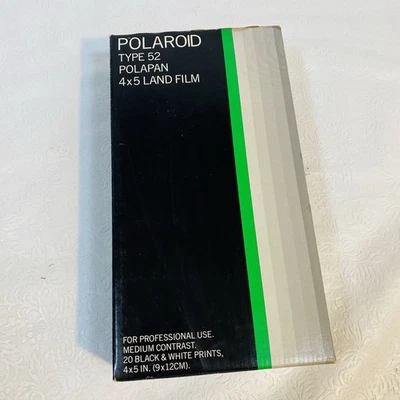 POLAROID
TYPE 52
POLAPAN
4x5 LAND FILM
FOR PROFESSIONAL USE.
MEDIUM CONTRAST.
20 BLACK & WHITE PRINTS,
4x5 IN. (9x12CM).